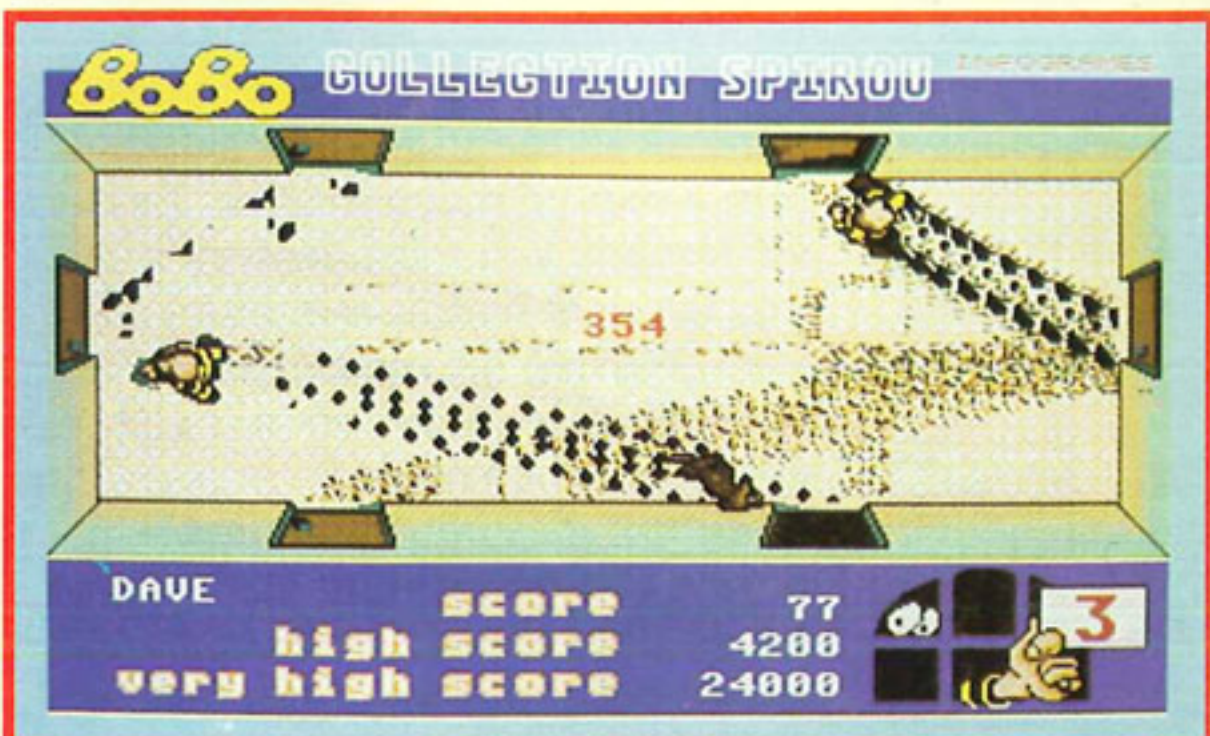 BoBo COLLECTION SPIROU INFOGRAMES
354
DAVE
score 77
high score 4200
very high score 24000
3